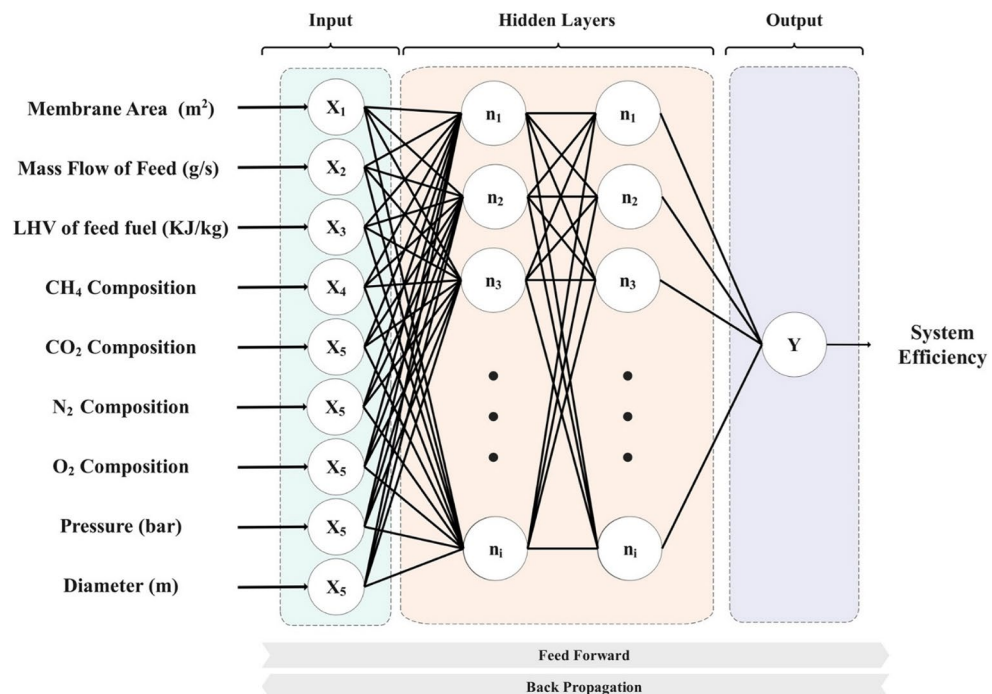 Input Hidden Layers Output
Membrane Area (m²) X₁ n₁ n₁
Mass Flow of Feed (g/s) X₂ n₂ n₂
LHV of feed fuel (KJ/kg) X₃ n₃ n₃
CH₄ Composition X₄
CO₂ Composition X₅ Y System
Efficiency
N₂ Composition X₅
O₂ Composition X₅
Pressure (bar) X₅ nᵢ nᵢ
Diameter (m) X₅
Feed Forward
Back Propagation